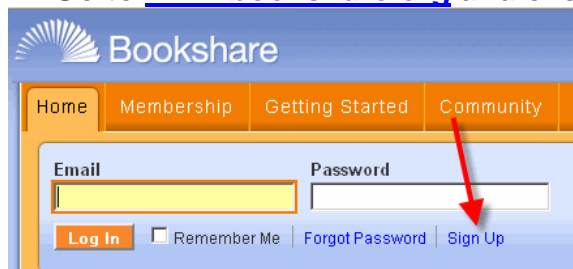 Bookshare
Home Membership Getting Started Community
Email Password
Log In Remember Me Forgot Password Sign Up